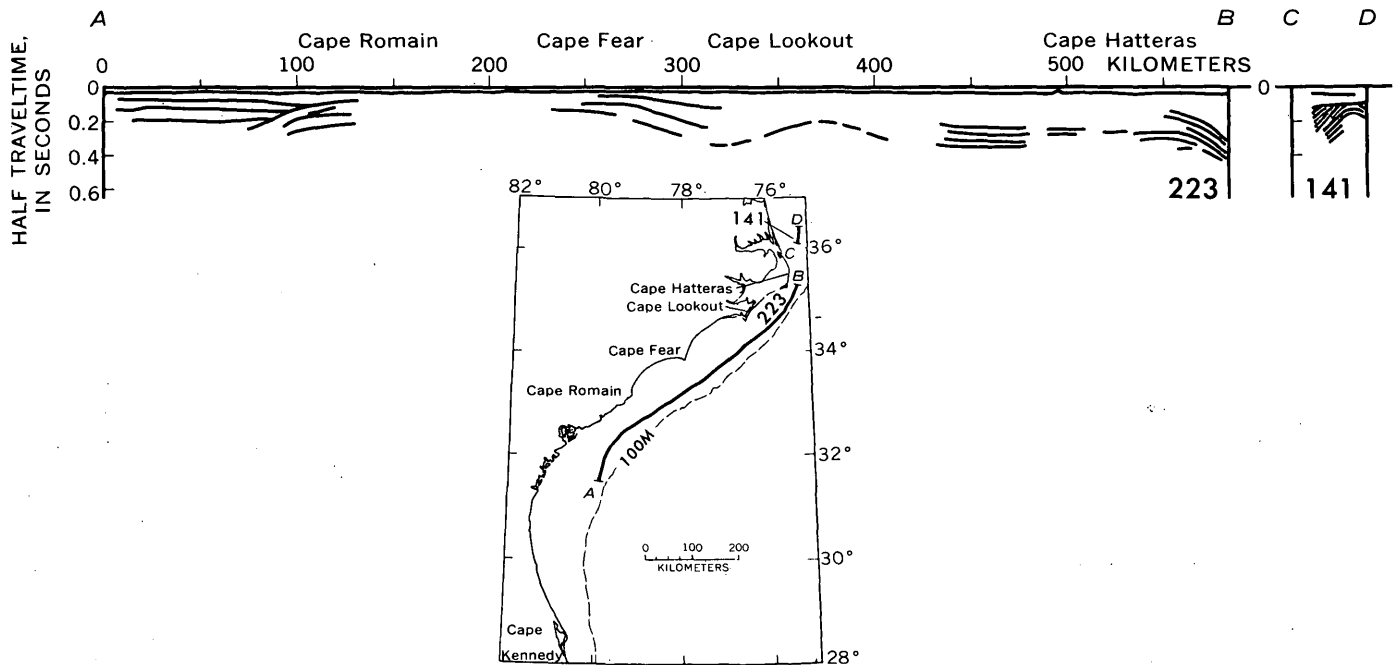 A B C D
Cape Romain Cape Fear Cape Lookout Cape Hatteras
0 100 200 300 400 500 KILOMETERS
HALF TRAVELTIME,
IN SECONDS
0
0.2
0.4
0.6
0
223 141
82° 80° 78° 76°
141 D
36°
C
B
Cape Hatteras
Cape Lookout
223
34°
Cape Fear
Cape Romain
100M
32°
A
0 100 200
KILOMETERS
30°
Cape
Kennedy
28°